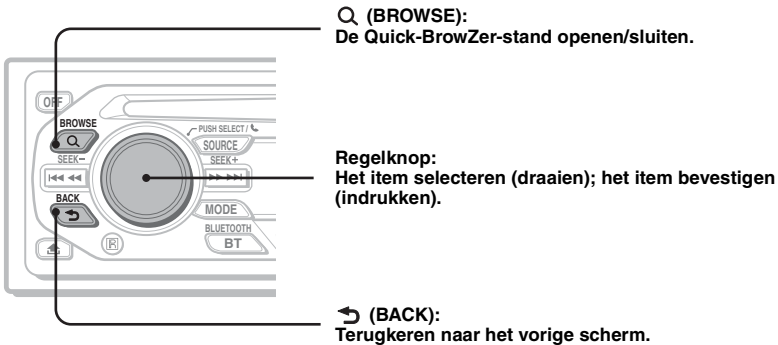 (BROWSE):
De Quick-BrowZer-stand openen/sluiten.
OFF
BROWSE
PUSH SELECT /
SOURCE
SEEK−
SEEK+
Regelknop:
Het item selecteren (draaien); het item bevestigen
(indrukken).
BACK
MODE
BLUETOOTH
BT
R
(BACK):
Terugkeren naar het vorige scherm.